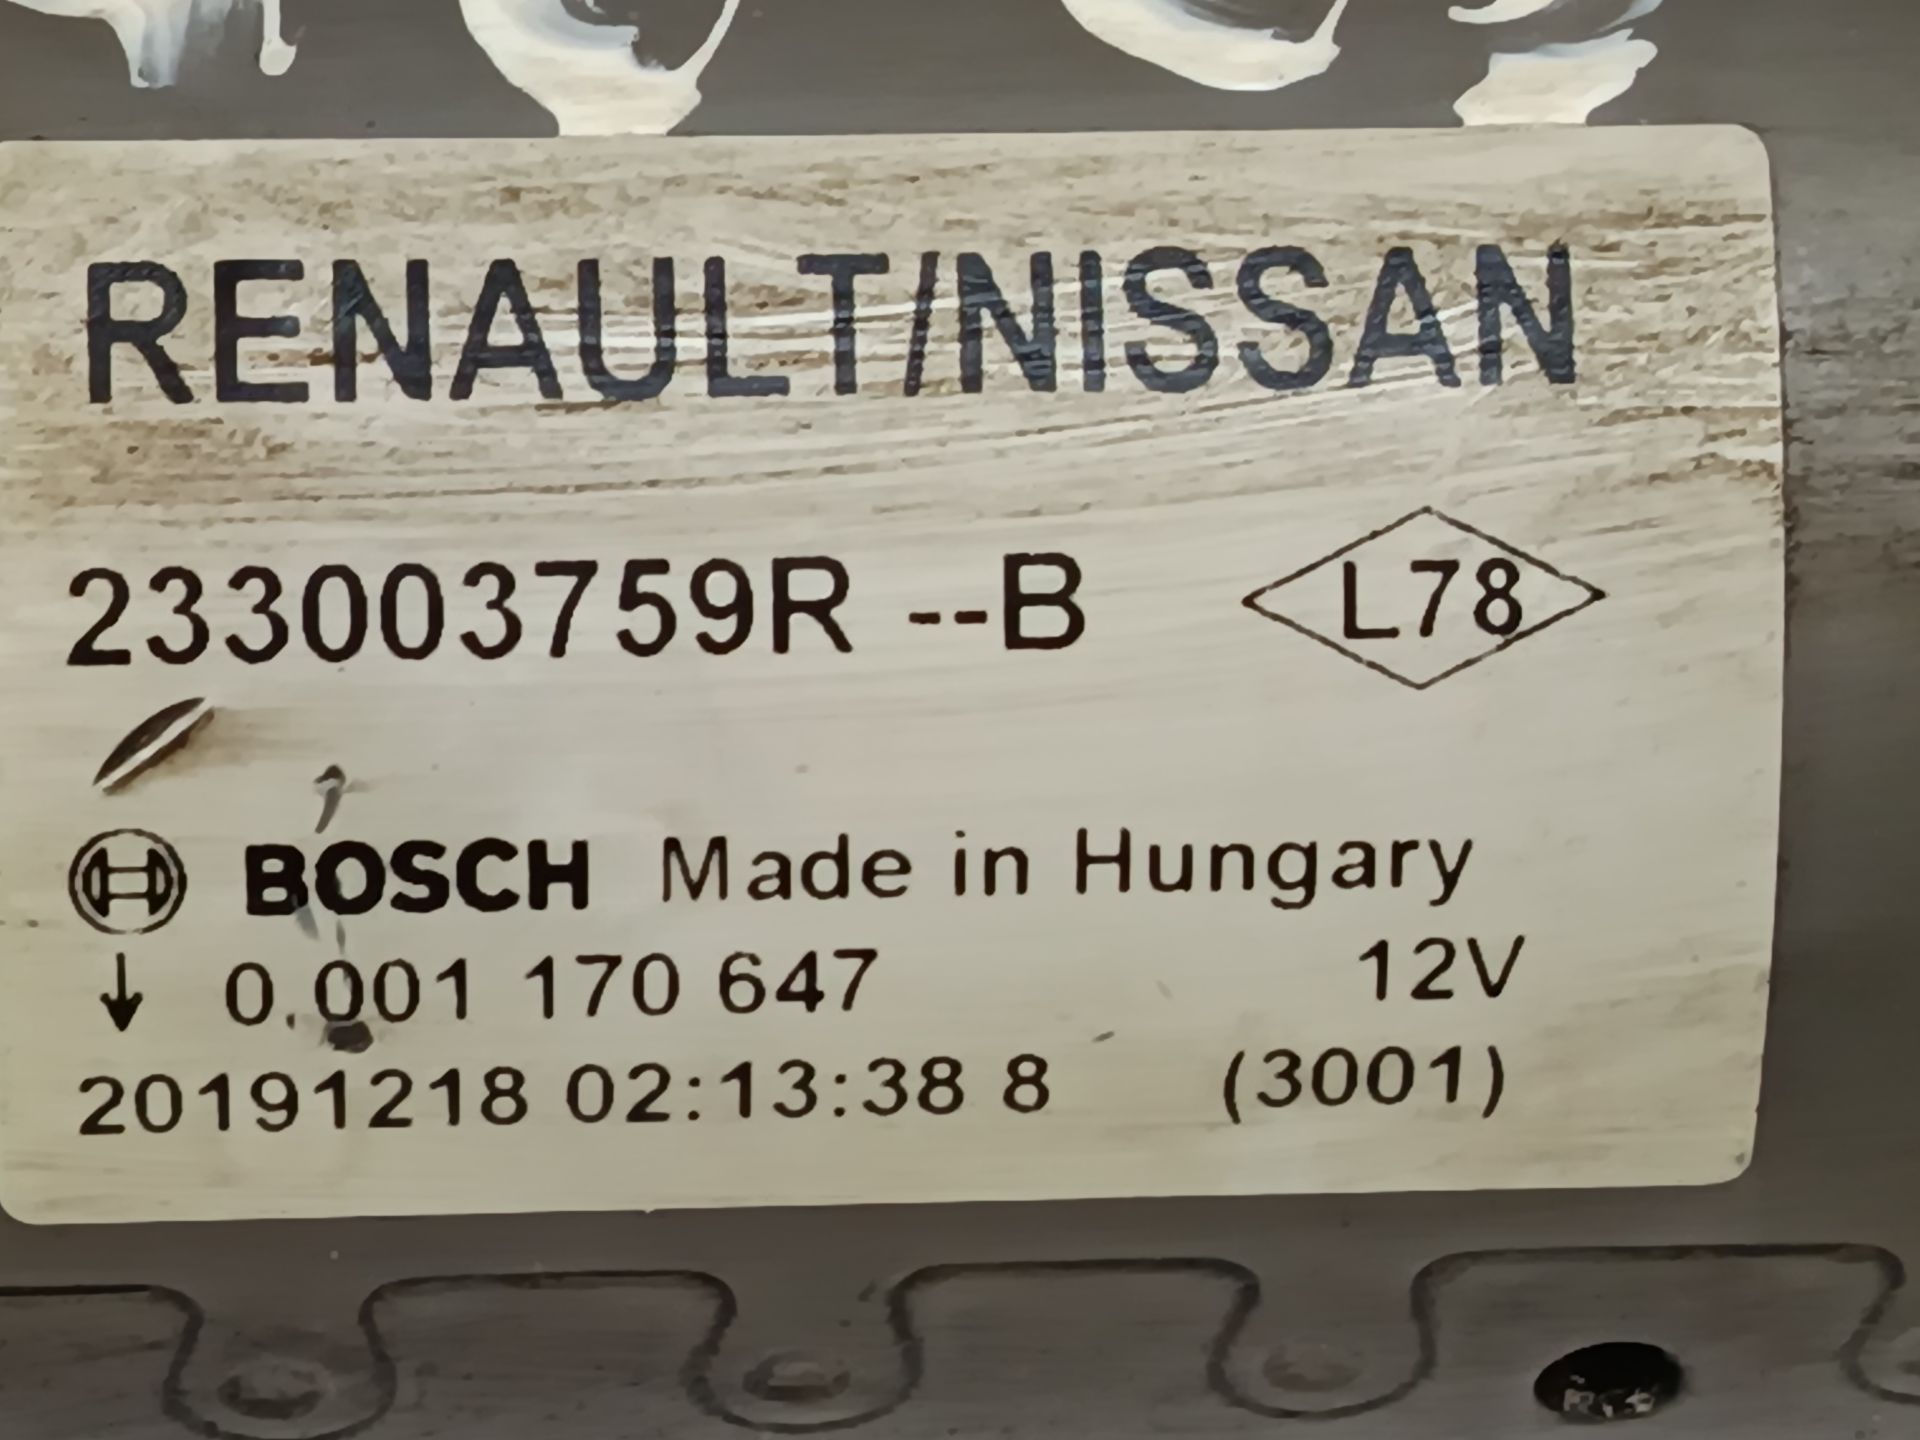 RENAULT/NISSAN
233003759R --B
L78
BOSCH Made in Hungary
0.001 170 647 12V
20191218 02:13:38 8 (3001)